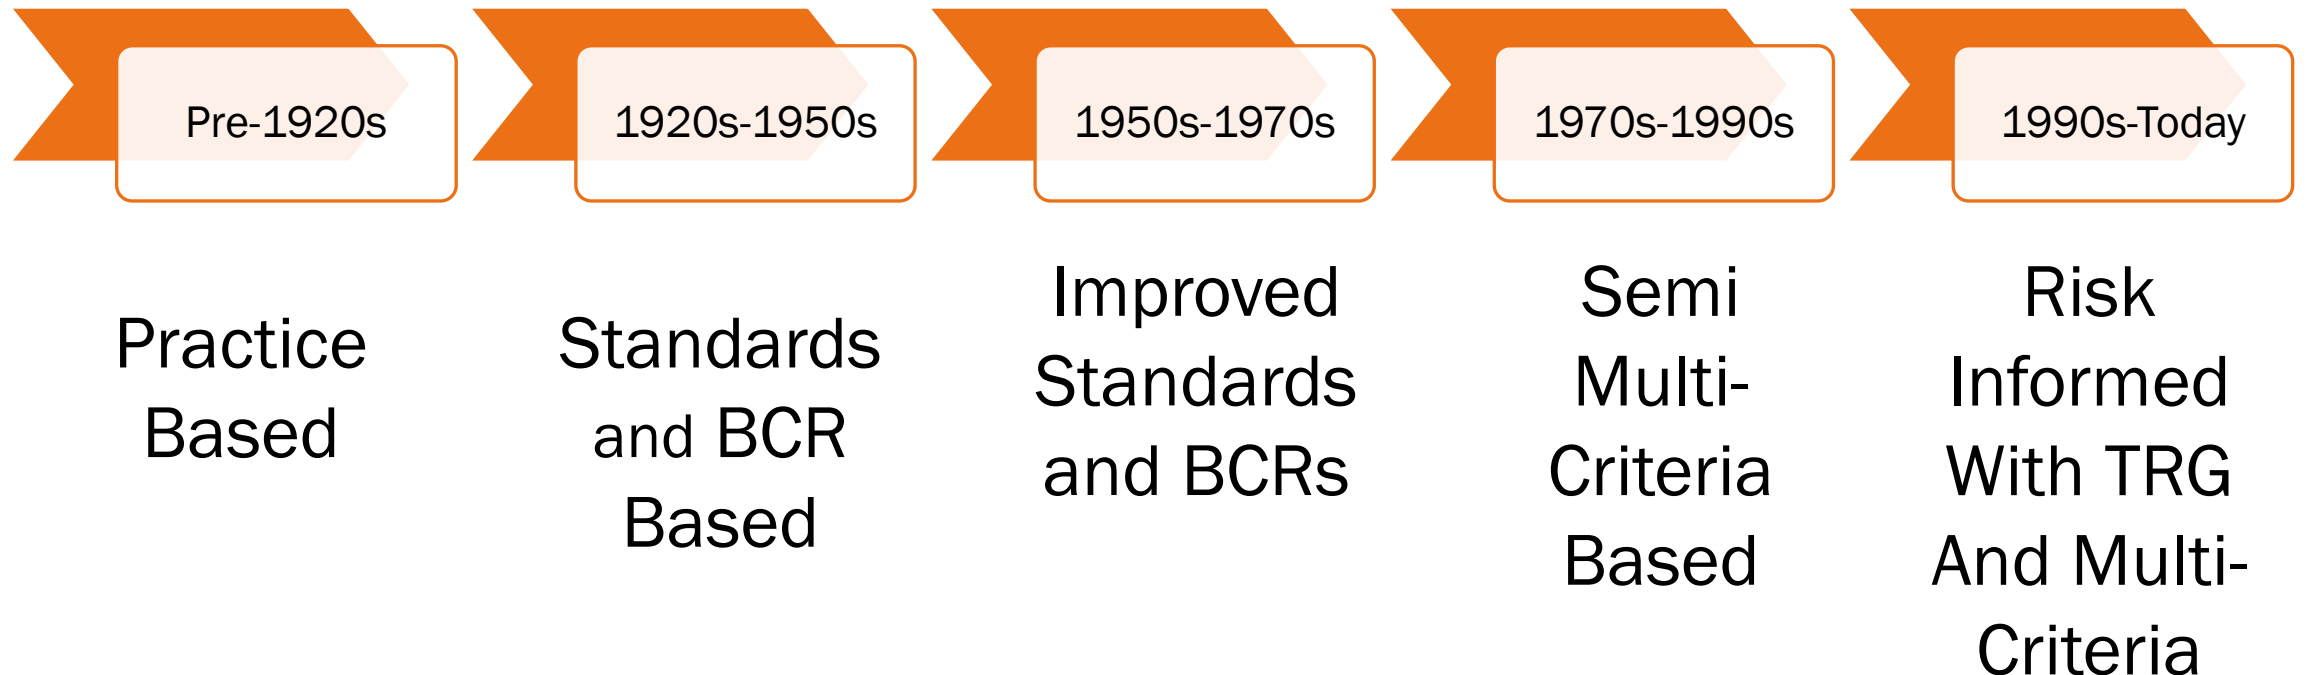 Pre-1920s
1920s-1950s
1950s-1970s
1970s-1990s
1990s-Today
Practice
Based
Standards
and BCR
Based
Improved
Standards
and BCRs
Semi
Multi-
Criteria
Based
Risk
Informed
With TRG
And Multi-
Criteria